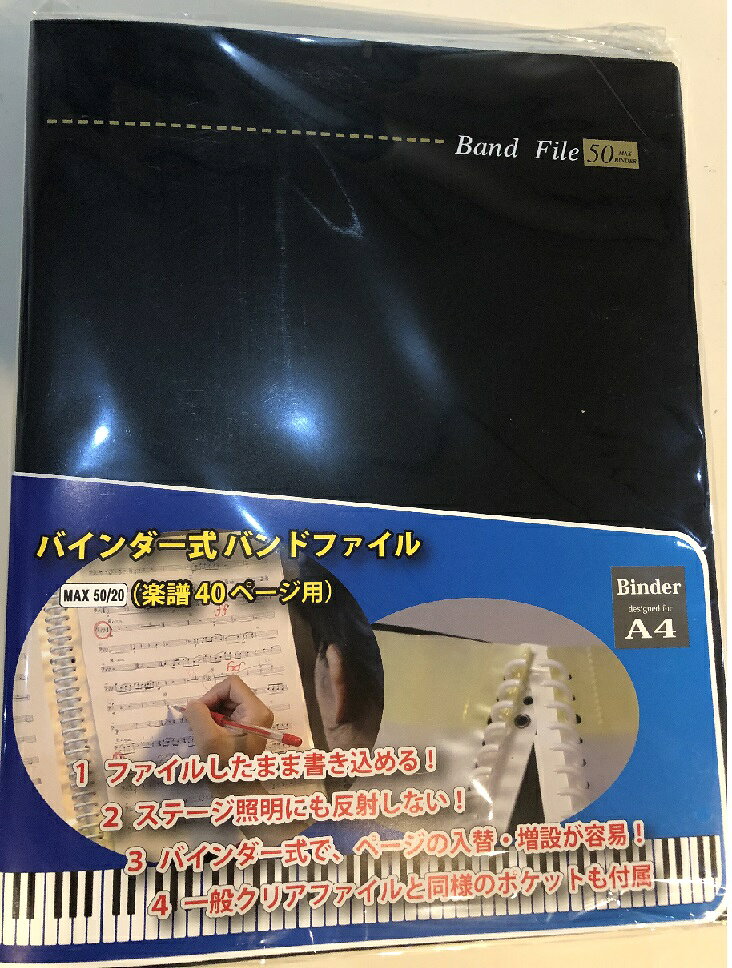 Band File 50 MAX BINDER
バインダー式 バンドファイル
MAX 50/20 (楽譜40ページ用)
Binder
designed for
A4
1 ファイルしたまま書き込める!
2 ステージ照明にも反射しない!
3 バインダー式で、ページの入替・増設が容易!
4 一般クリアファイルと同様のポケットも付属